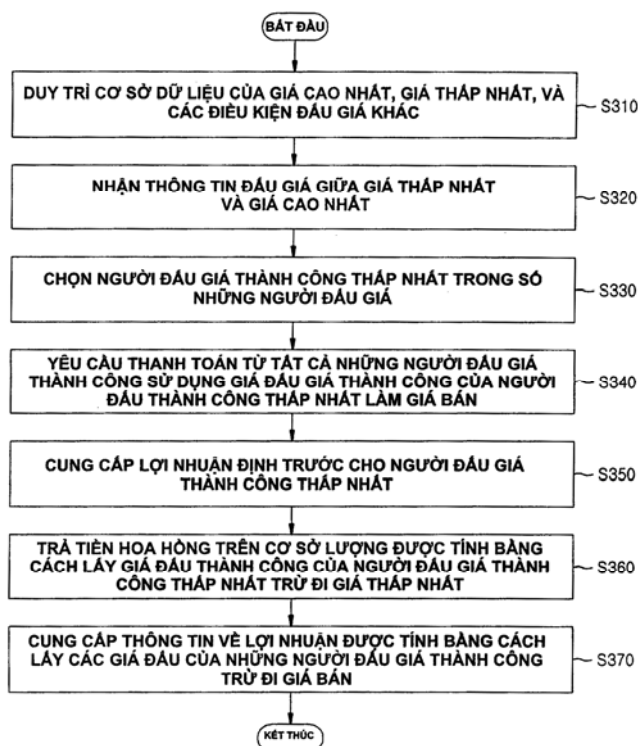 BẮT ĐẦU
DUY TRÌ CƠ SỞ DỮ LIỆU CỦA GIÁ CAO NHẤT, GIÁ THẤP NHẤT, VÀ
CÁC ĐIỀU KIỆN ĐẤU GIÁ KHÁC
S310
NHẬN THÔNG TIN ĐẤU GIÁ GIỮA GIÁ THẤP NHẤT
VÀ GIÁ CAO NHẤT
S320
CHỌN NGƯỜI ĐẤU GIÁ THÀNH CÔNG THẤP NHẤT TRONG SỐ
NHỮNG NGƯỜI ĐẤU GIÁ
S330
YÊU CẦU THANH TOÁN TỪ TẤT CẢ NHỮNG NGƯỜI ĐẤU GIÁ
THÀNH CÔNG SỬ DỤNG GIÁ ĐẤU GIÁ THÀNH CÔNG CỦA NGƯỜI
ĐẤU THÀNH CÔNG THẤP NHẤT LÀM GIÁ BÁN
S340
CUNG CẤP LỢI NHUẬN ĐỊNH TRƯỚC CHO NGƯỜI ĐẤU GIÁ
THÀNH CÔNG THẤP NHẤT
S350
TRẢ TIỀN HOA HỒNG TRÊN CƠ SỞ LƯỢNG ĐƯỢC TÍNH BẰNG
CÁCH LẤY GIÁ ĐẤU THÀNH CÔNG CỦA NGƯỜI ĐẤU GIÁ THÀNH
CÔNG THẤP NHẤT TRỪ ĐI GIÁ THẤP NHẤT
S360
CUNG CẤP THÔNG TIN VỀ LỢI NHUẬN ĐƯỢC TÍNH BẰNG CÁCH
LẤY CÁC GIÁ ĐẤU CỦA NHỮNG NGƯỜI ĐẤU GIÁ THÀNH CÔNG
TRỪ ĐI GIÁ BÁN
S370
KẾT THÚC